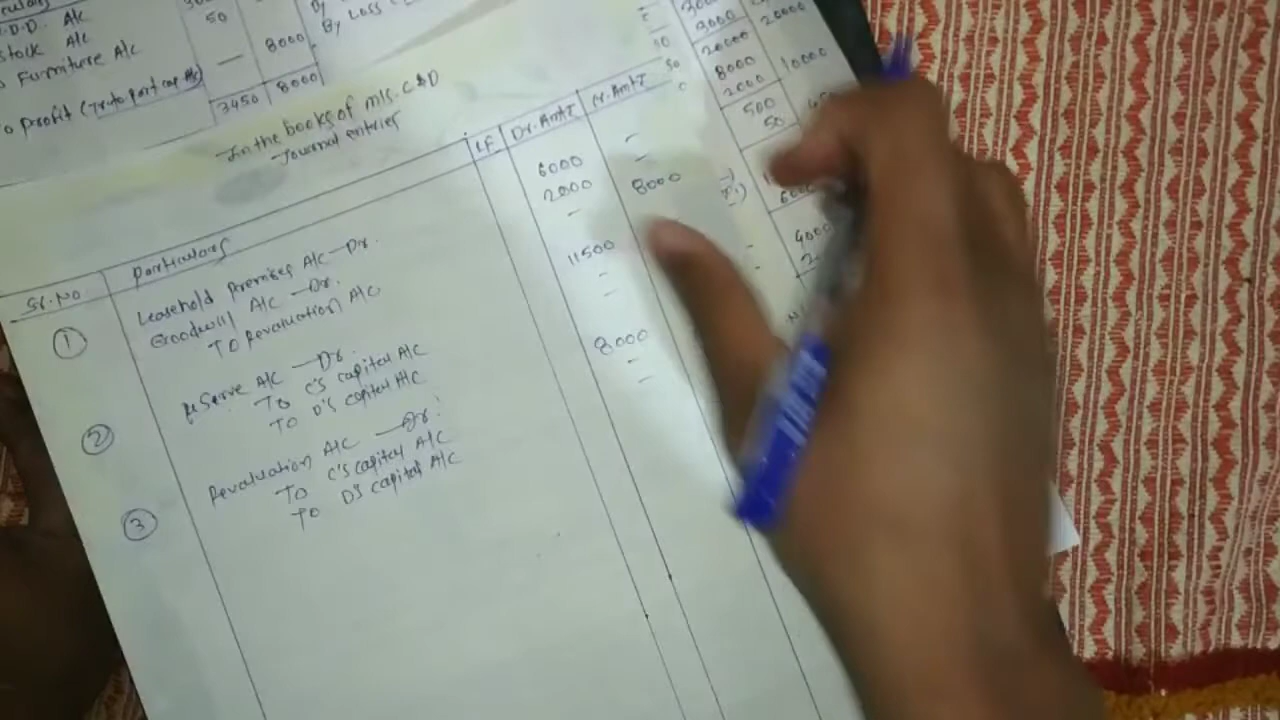 D.D. A/c
50
stock A/c
Furniture A/c
—
8000
By Loss
profit (Tr. to part cap A/c)
3450 8000
In the books of M/s. C & D
Journal entries
Sr. No Particulars L.F Dr. Amt ₹ Cr. Amt ₹
① Leasehold Premises A/c —Dr. 6000 –
Goodwill A/c —Dr. 2000 –
To Revaluation A/c – 8000
② Reserve A/c —Dr. 11500
To C's capital A/c –
To D's capital A/c –
③ Revaluation A/c —Dr. 8000
To C's capital A/c –
To D's capital A/c –
3000
20000
20000
8000
2000
10000
500
50
4000